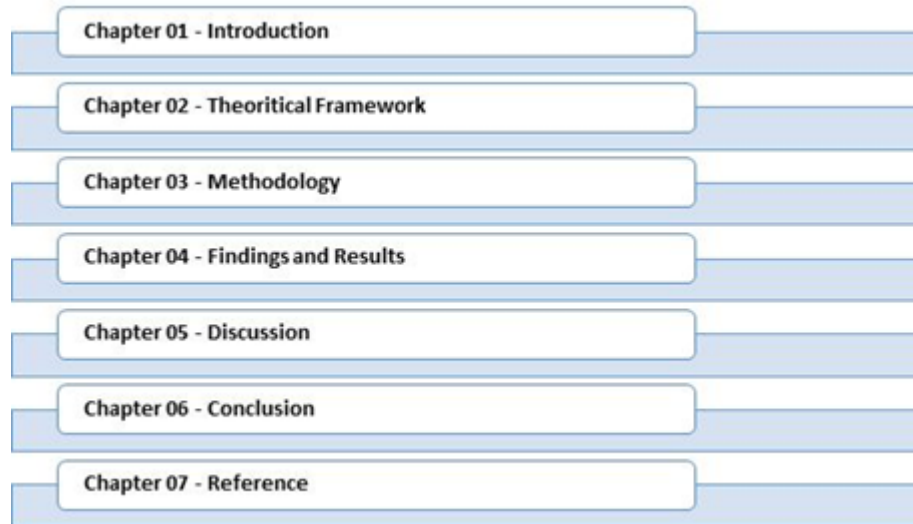 Chapter 01 - Introduction
Chapter 02 - Theoritical Framework
Chapter 03 - Methodology
Chapter 04 - Findings and Results
Chapter 05 - Discussion
Chapter 06 - Conclusion
Chapter 07 - Reference